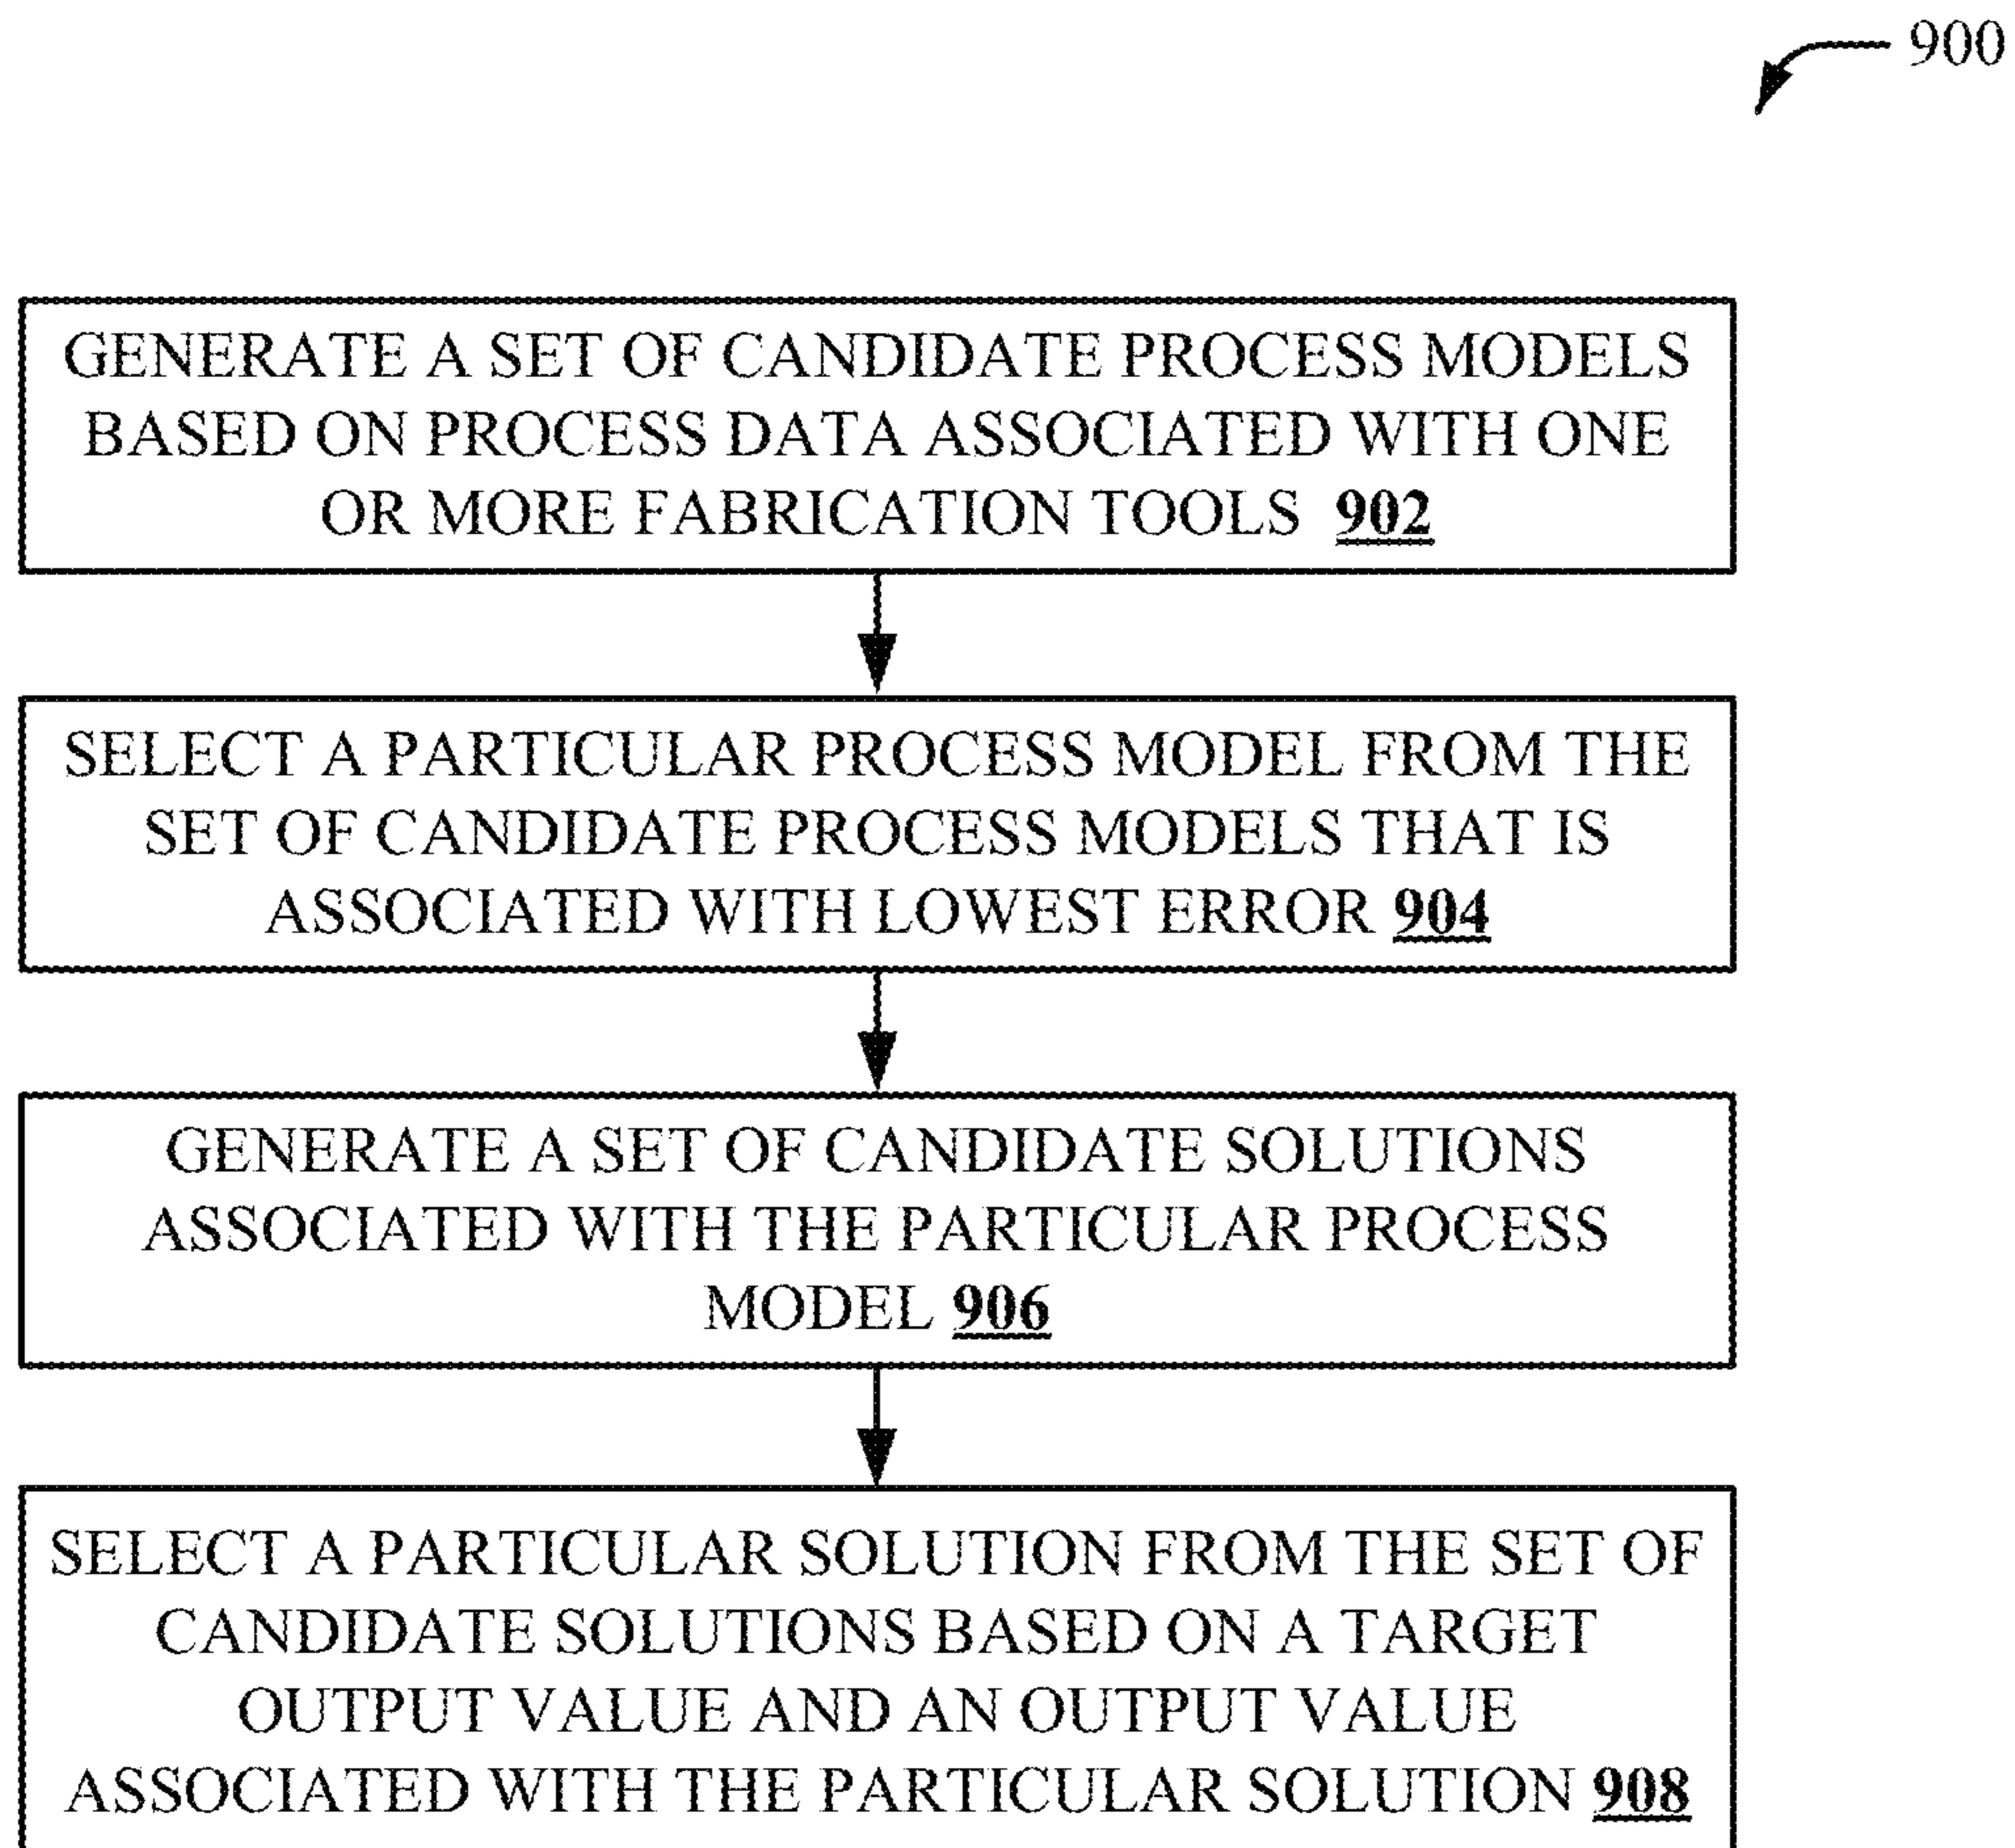 900
GENERATE A SET OF CANDIDATE PROCESS MODELS
BASED ON PROCESS DATA ASSOCIATED WITH ONE
OR MORE FABRICATION TOOLS 902
SELECT A PARTICULAR PROCESS MODEL FROM THE
SET OF CANDIDATE PROCESS MODELS THAT IS
ASSOCIATED WITH LOWEST ERROR 904
GENERATE A SET OF CANDIDATE SOLUTIONS
ASSOCIATED WITH THE PARTICULAR PROCESS
MODEL 906
SELECT A PARTICULAR SOLUTION FROM THE SET OF
CANDIDATE SOLUTIONS BASED ON A TARGET
OUTPUT VALUE AND AN OUTPUT VALUE
ASSOCIATED WITH THE PARTICULAR SOLUTION 908